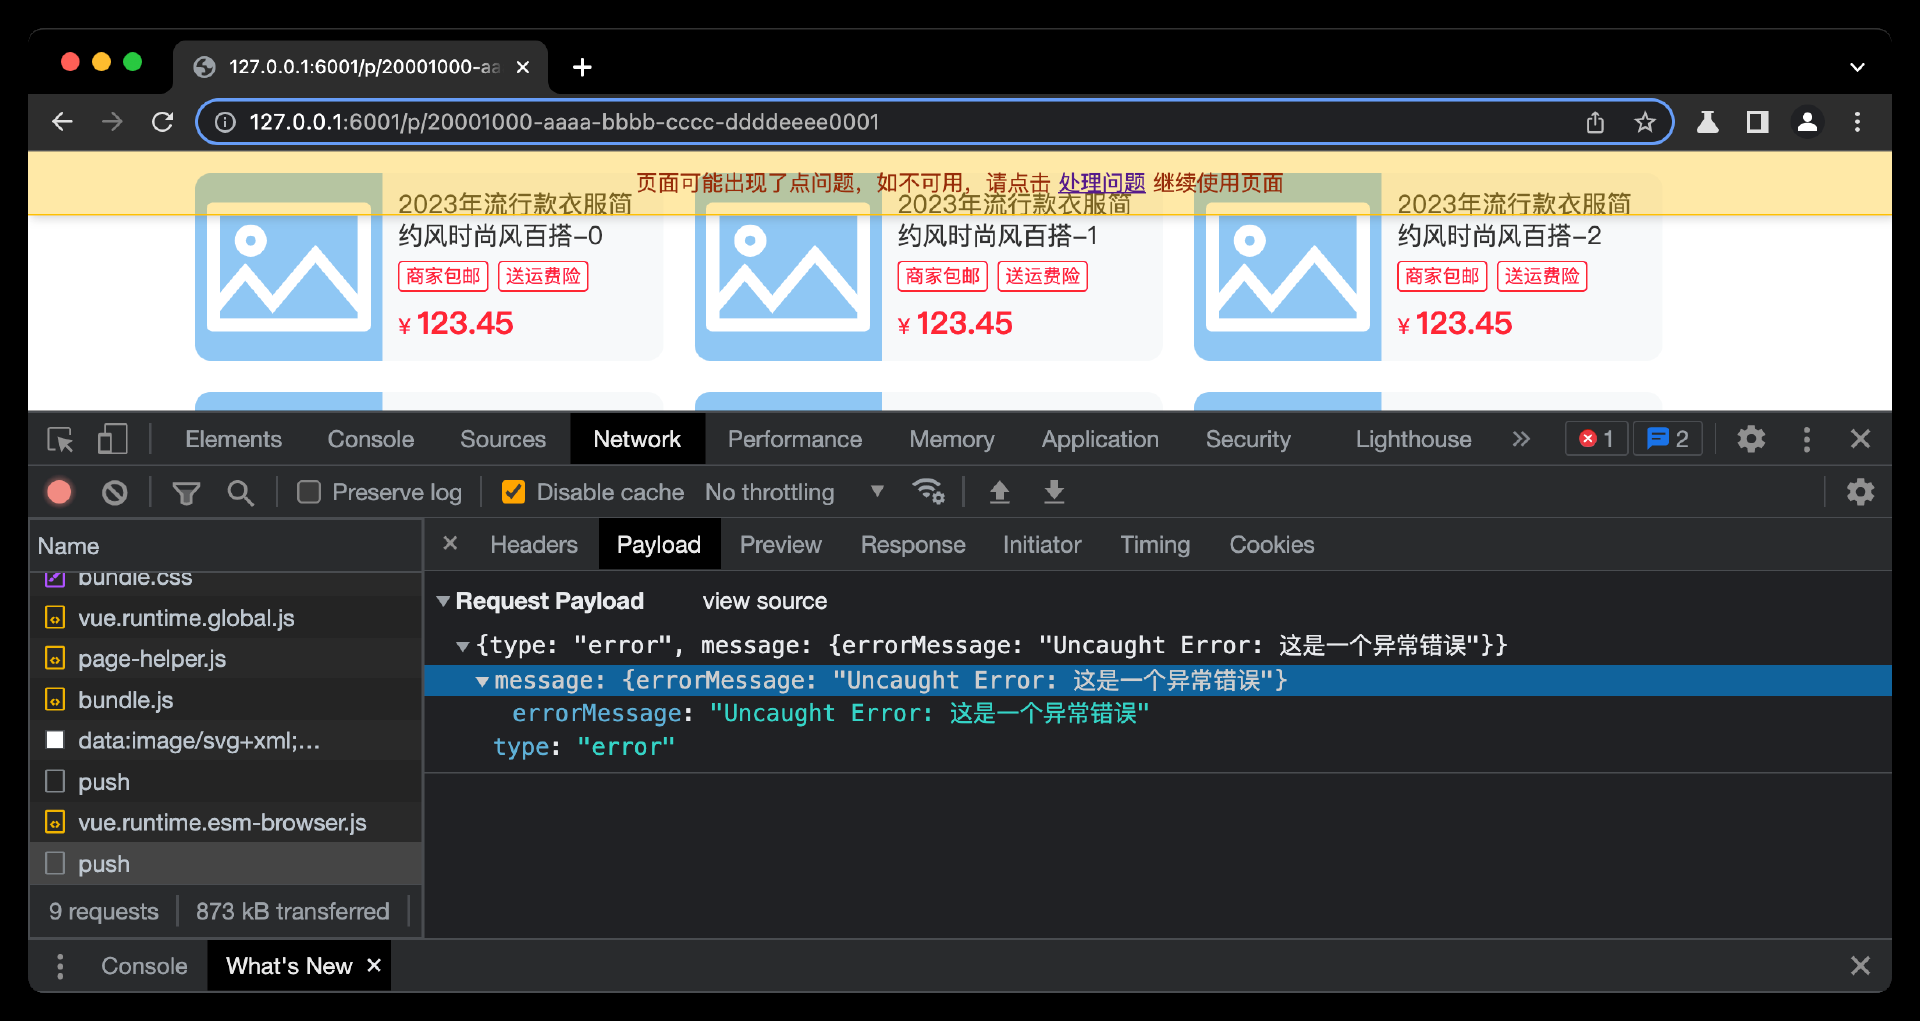 127.0.0.1:6001/p/20001000-aa
127.0.0.1:6001/p/20001000-aaaa-bbbb-cccc-ddddeeee0001
页面可能出现了点问题，如不可用，请点击 处理问题 继续使用页面
2023年流行款衣服简
约风时尚风百搭-0
商家包邮 送运费险
¥ 123.45
2023年流行款衣服简
约风时尚风百搭-1
商家包邮 送运费险
¥ 123.45
2023年流行款衣服简
约风时尚风百搭-2
商家包邮 送运费险
¥ 123.45
Elements Console Sources Network Performance Memory Application Security Lighthouse 1 2
Preserve log Disable cache No throttling
Name
bundle.css
vue.runtime.global.js
page-helper.js
bundle.js
data:image/svg+xml;...
push
vue.runtime.esm-browser.js
push
9 requests 873 kB transferred
Headers Payload Preview Response Initiator Timing Cookies
Request Payload view source
{type: "error", message: {errorMessage: "Uncaught Error: 这是一个异常错误"}}
message: {errorMessage: "Uncaught Error: 这是一个异常错误"}
errorMessage: "Uncaught Error: 这是一个异常错误"
type: "error"
Console What's New